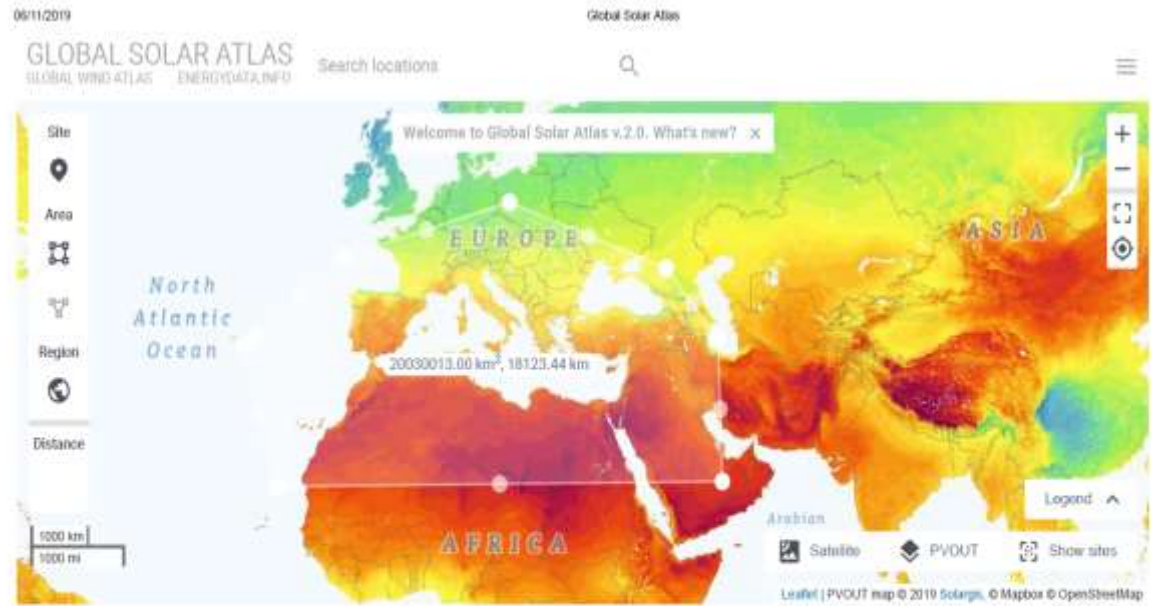 06/11/2019
Global Solar Atlas
GLOBAL SOLAR ATLAS
GLOBAL WIND ATLAS ENERGYDATA.INFO
Search locations
Welcome to Global Solar Atlas v.2.0. What's new? ×
Site
Area
Region
Distance
North
Atlantic
Ocean
EUROPE
ASIA
20030013.00 km², 18123.44 km
AFRICA
Arabian
Legend
1000 km
1000 mi
Satellite
PVOUT
Show sites
Leaflet | PVOUT map © 2019 Solargis, © Mapbox © OpenStreetMap